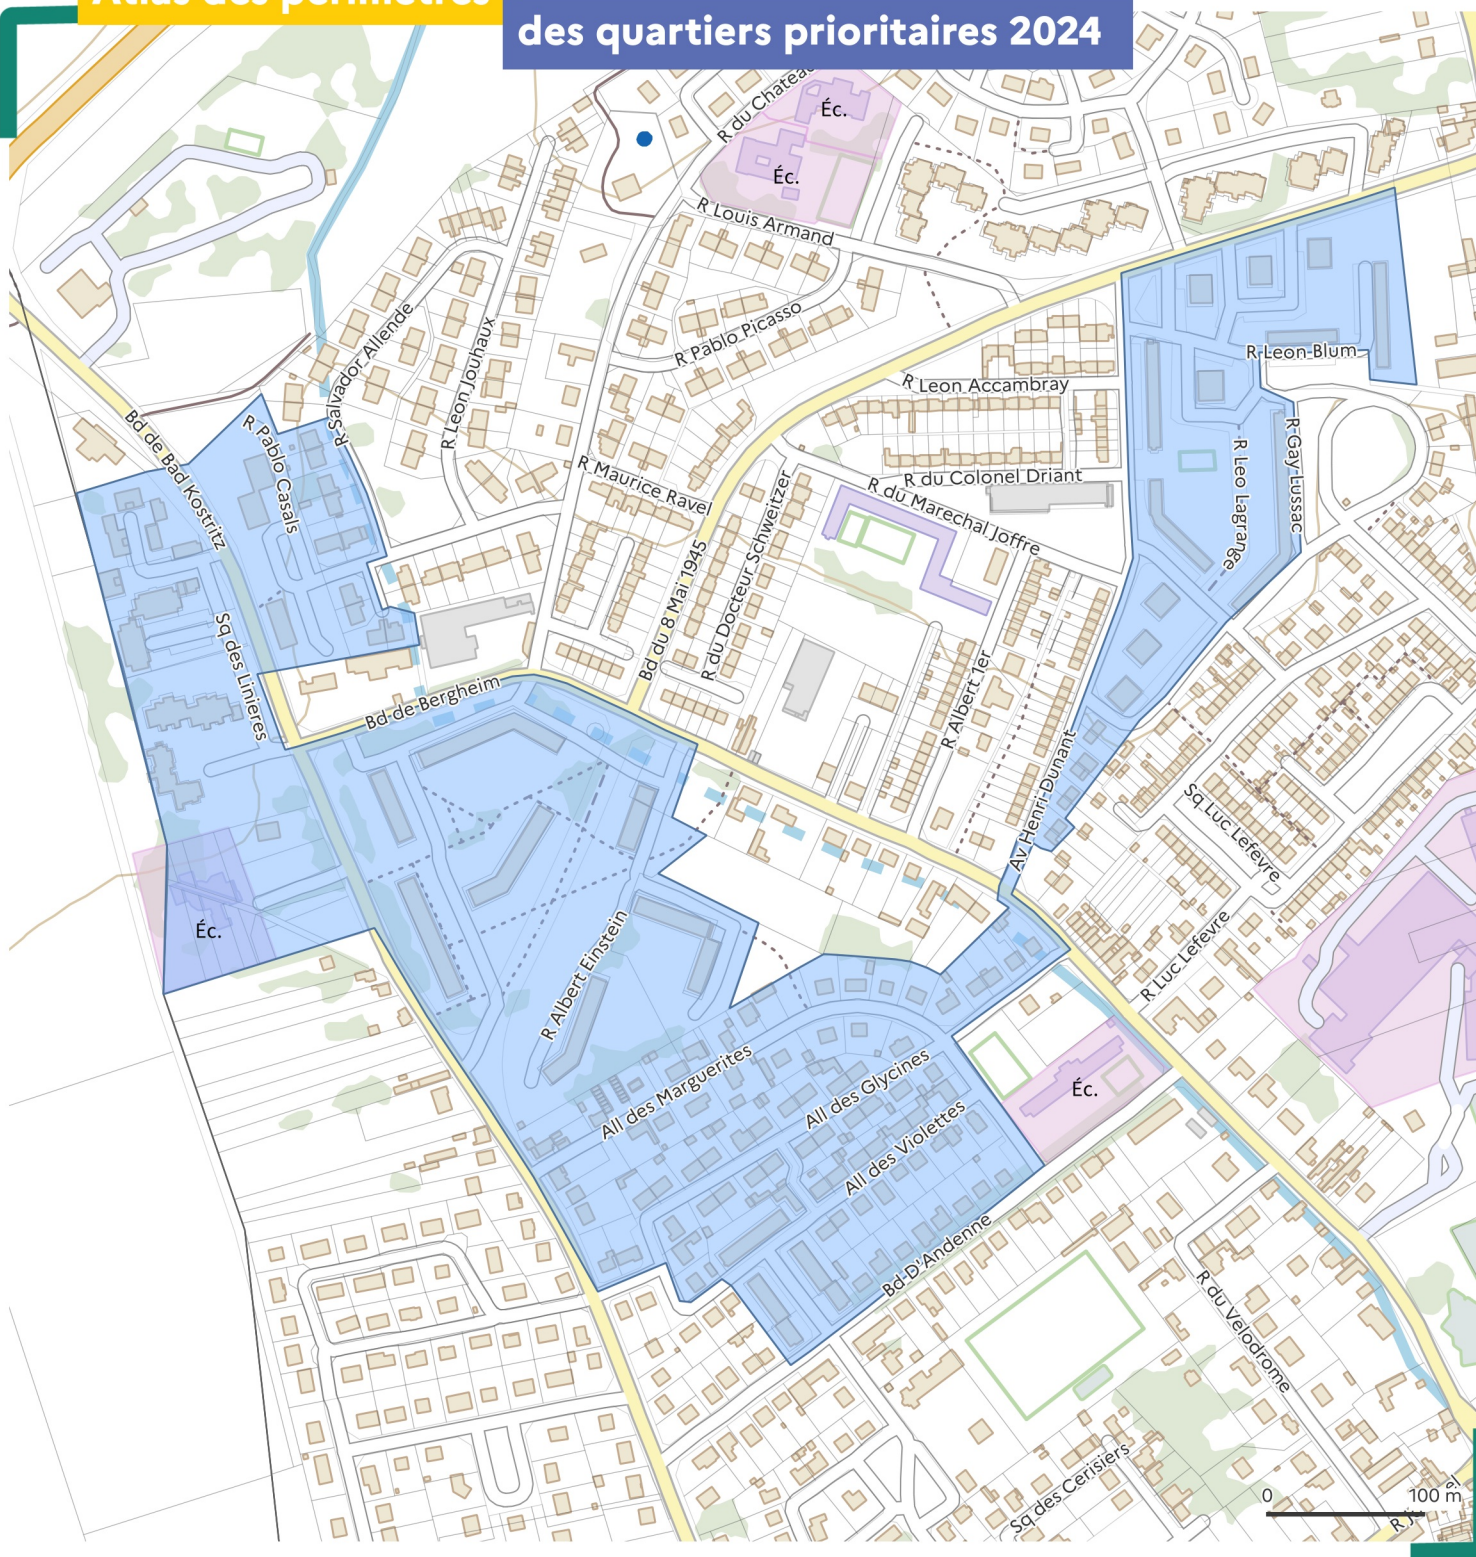 Atlas des périmètres
des quartiers prioritaires 2024
R du Chateau
Éc.
Éc.
R Louis Armand
R Salvador Allende
R Leon Jouhaux
R Pablo Picasso
R Leon Blum
R Leon Accambray
Bd de Bad Kostritz
R Pablo Casals
R Maurice Ravel
R du Colonel Driant
R du Marechal Joffre
R Leo Lagrange
R Gay Lussac
Bd du 8 Mai 1945
R du Docteur Schweitzer
Sq des Linieres
Bd de Bergheim
R Albert 1er
Av Henri Dunant
Sq Luc Lefevre
Éc.
R Albert Einstein
R Luc Lefevre
All des Marguerites
All des Glycines
All des Violettes
Éc.
Bd D'Andenne
R du Velodrome
Sq des Cerisiers
0
100 m